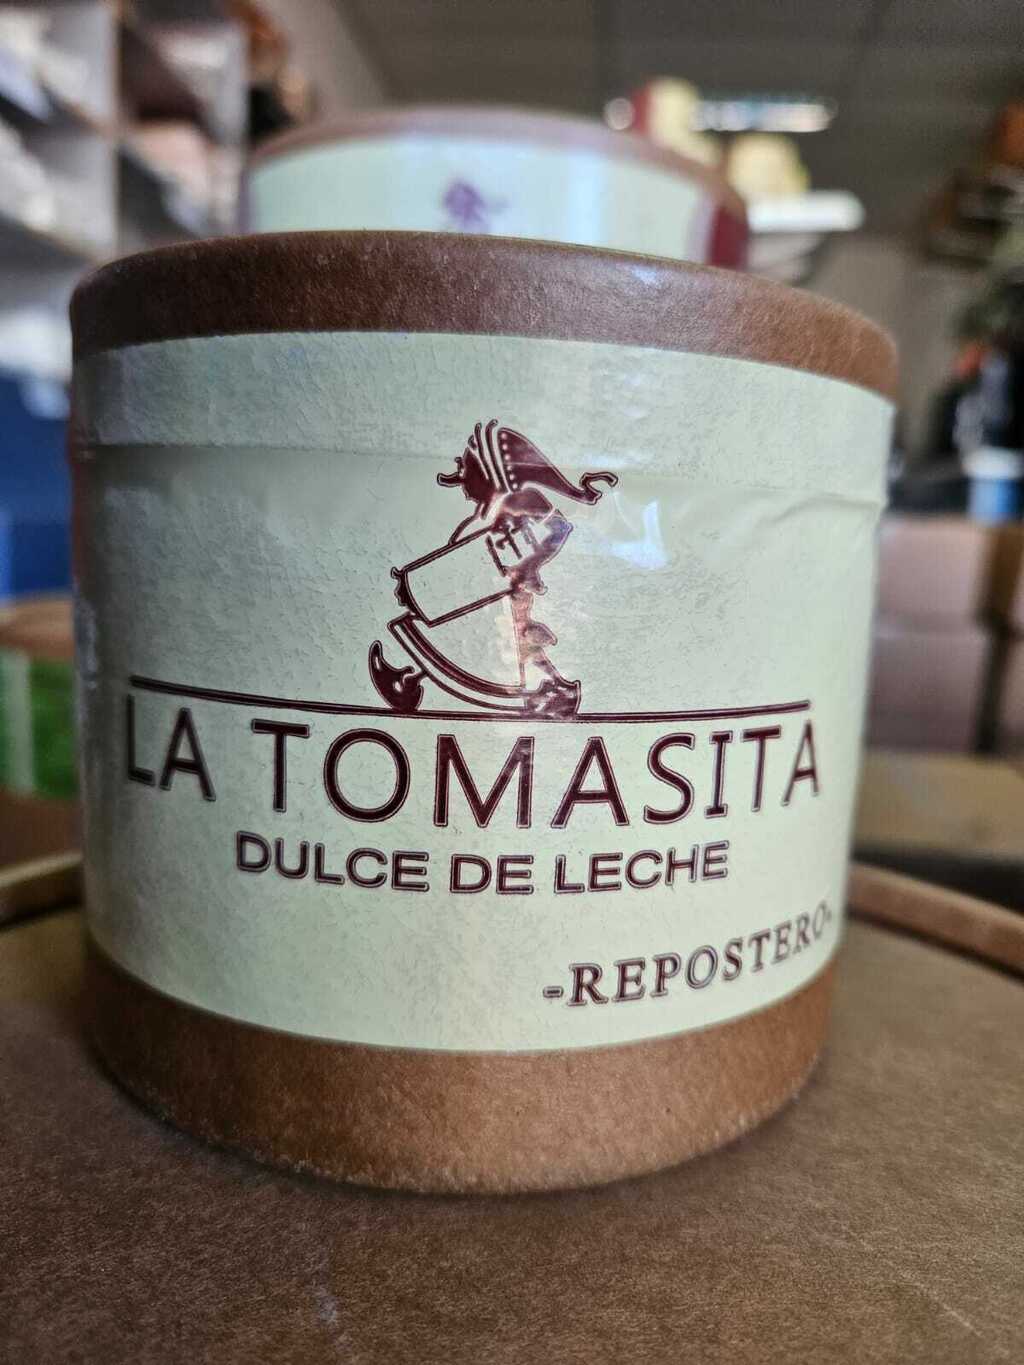 LA TOMASITA
DULCE DE LECHE
-REPOSTERO-